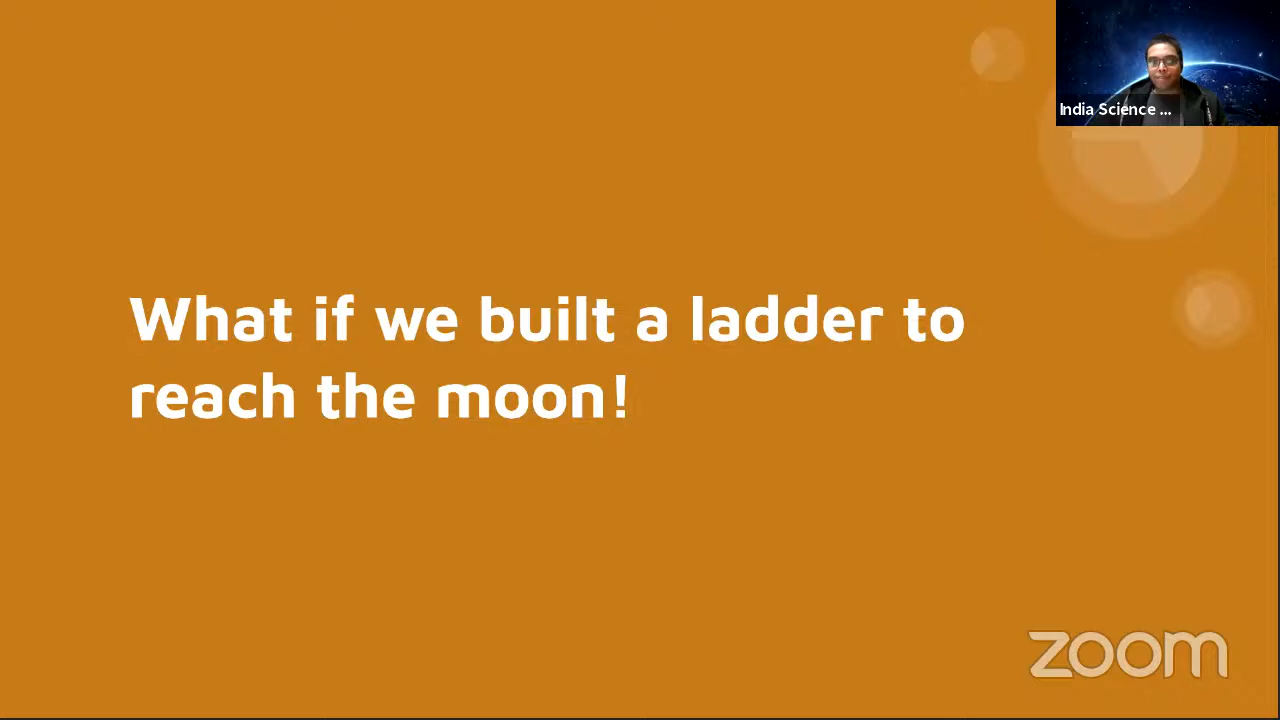 India Science ...
What if we built a ladder to
reach the moon!
zoom